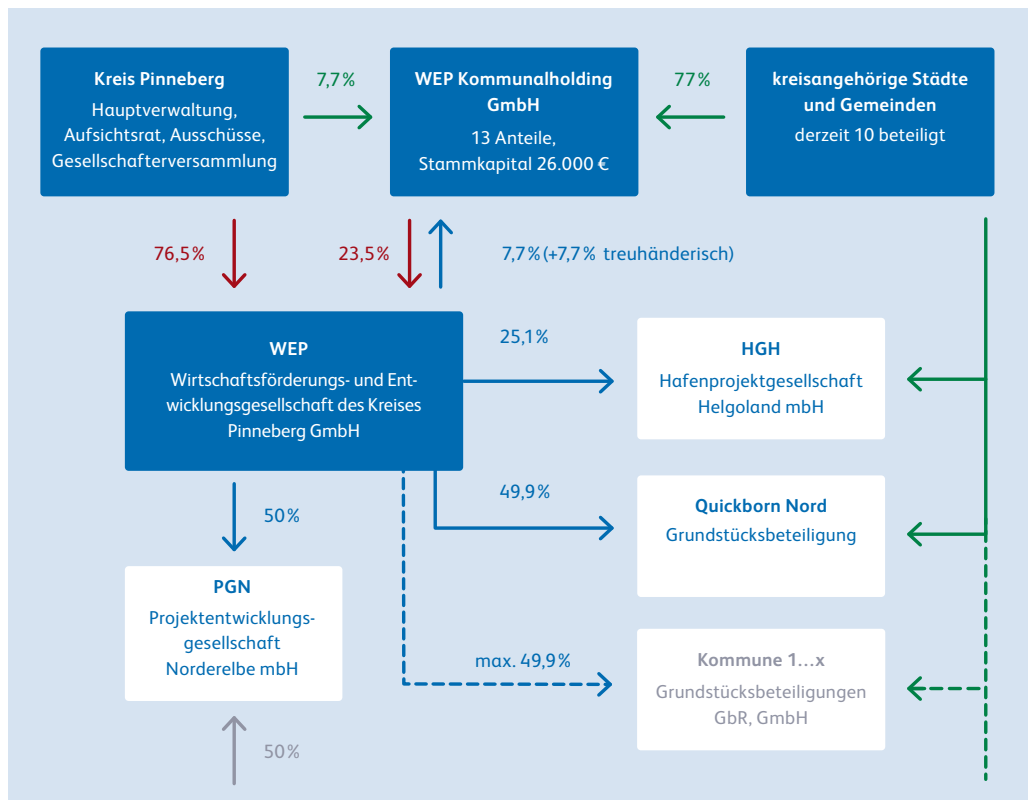 Kreis Pinneberg
Hauptverwaltung,
Aufsichtsrat, Ausschüsse,
Gesellschafterversammlung
7,7 %
WEP Kommunalholding
GmbH
13 Anteile,
Stammkapital 26.000 €
77 %
kreisangehörige Städte
und Gemeinden
derzeit 10 beteiligt
76,5 %
23,5 %
7,7 % (+7,7 % treuhänderisch)
WEP
Wirtschaftsförderungs- und Ent-
wicklungsgesellschaft des Kreises
Pinneberg GmbH
25,1 %
HGH
Hafenprojektgesellschaft
Helgoland mbH
49,9 %
Quickborn Nord
Grundstücksbeteiligung
50 %
PGN
Projektentwicklungs-
gesellschaft
Norderelbe mbH
max. 49,9 %
Kommune 1…x
Grundstücksbeteiligungen
GbR, GmbH
50 %